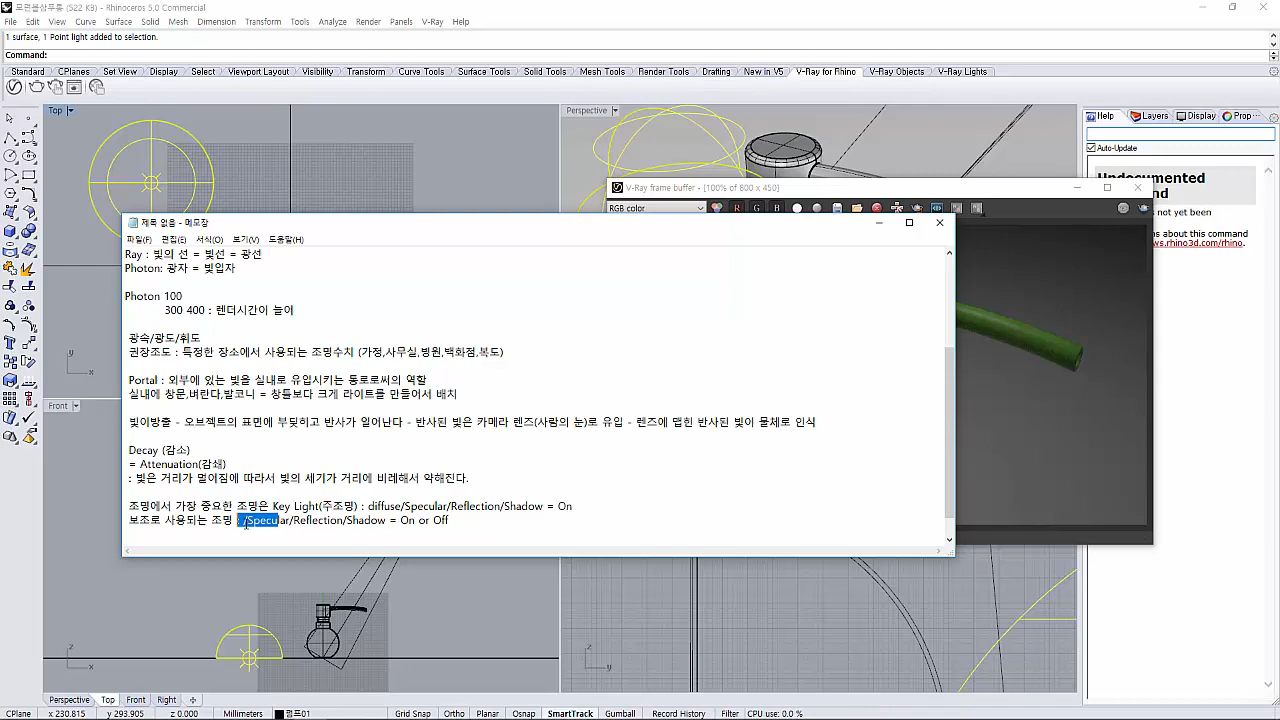 모던볼상푸통 (522 KB) - Rhinoceros 5.0 Commercial
File Edit View Curve Surface Solid Mesh Dimension Transform Tools Analyze Render Panels V-Ray Help
1 surface, 1 Point light added to selection.
Command:
Standard CPlanes Set View Display Select Viewport Layout Visibility Transform Curve Tools Surface Tools Solid Tools Mesh Tools Render Tools Drafting V5 V-Ray for Rhino V-Ray Objects V-Ray Lights
Top
Perspective
Help Layers Display Prop...
Auto-Update
Undocumented
nd
s not yet been
orms about this command
ws.rhino3d.com/rhino.
V-Ray frame buffer - [100% of 800 x 450]
RGB color
R G B
제목 없음 - 메모장
파일(F) 편집(E) 서식(O) 보기(V) 도움말(H)
Ray : 빛의 선 = 빛선 = 광선
Photon: 광자 = 빛입자
Photon 100
300 400 : 렌더시간이 늘이
광속/광도/휘도
권장조도 : 특정한 장소에서 사용되는 조명수치 (가정,사무실,병원,백화점,복도)
Portal : 외부에 있는 빛을 실내로 유입시키는 통로로써의 역할
실내에 창문,벼란다,발코니 = 창틀보다 크게 라이트를 만들어서 배치
빛이방출 - 오브젝트의 표면에 부딪히고 반사가 일어난다 - 반사된 빛은 카메라 렌즈(사람의 눈)로 유입 - 렌즈에 맵힌 반사된 빛이 물체로 인식
Decay (감소)
= Attenuation(감쇄)
: 빛은 거리가 멀어짐에 따라서 빛의 세기가 거리에 비례해서 약해진다.
조명에서 가장 중요한 조명은 Key Light(주조명) : diffuse/Specular/Reflection/Shadow = On
보조로 사용되는 조명 : /Specular/Reflection/Shadow = On or Off
Front
y
x
z
x
z
y
Perspective Top Front Right
CPlane x 230.815 y 293.905 z 0.000 Millimeters 펌프01 Grid Snap Ortho Planar Osnap SmartTrack Gumball Record History Filter CPU use: 0.0 %